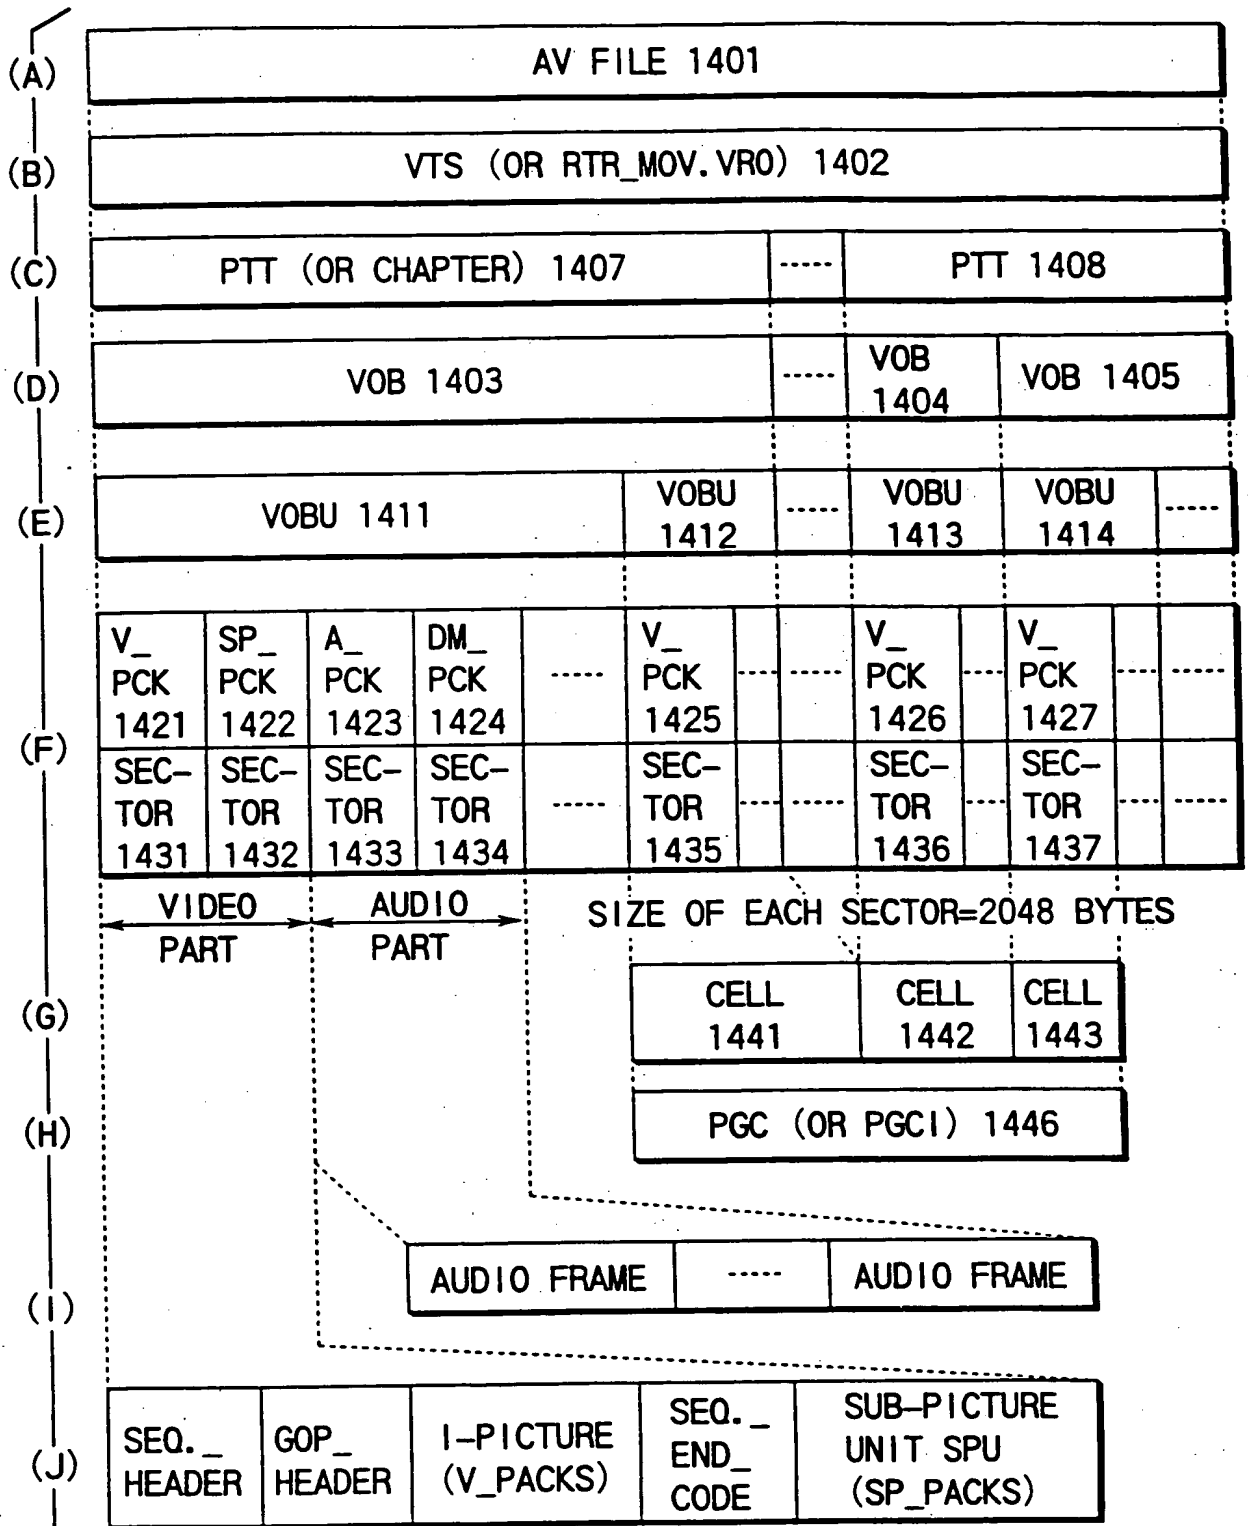 (A)
AV FILE 1401
(B)
VTS (OR RTR_MOV.VRO) 1402
(C)
PTT (OR CHAPTER) 1407
-----
PTT 1408
(D)
VOB 1403
-----
VOB
1404
VOB 1405
(E)
VOBU 1411
VOBU
1412
-----
VOBU
1413
VOBU
1414
-----
(F)
V_
PCK
1421
SP_
PCK
1422
A_
PCK
1423
DM_
PCK
1424
-----
V_
PCK
1425
----
-----
V_
PCK
1426
----
V_
PCK
1427
----
-----
SEC-
TOR
1431
SEC-
TOR
1432
SEC-
TOR
1433
SEC-
TOR
1434
-----
SEC-
TOR
1435
----
-----
SEC-
TOR
1436
----
SEC-
TOR
1437
----
-----
VIDEO
PART
AUDIO
PART
SIZE OF EACH SECTOR=2048 BYTES
(G)
CELL
1441
CELL
1442
CELL
1443
(H)
PGC (OR PGCI) 1446
(I)
AUDIO FRAME
-----
AUDIO FRAME
(J)
SEQ._
HEADER
GOP_
HEADER
I-PICTURE
(V_PACKS)
SEQ._
END_
CODE
SUB-PICTURE
UNIT SPU
(SP_PACKS)